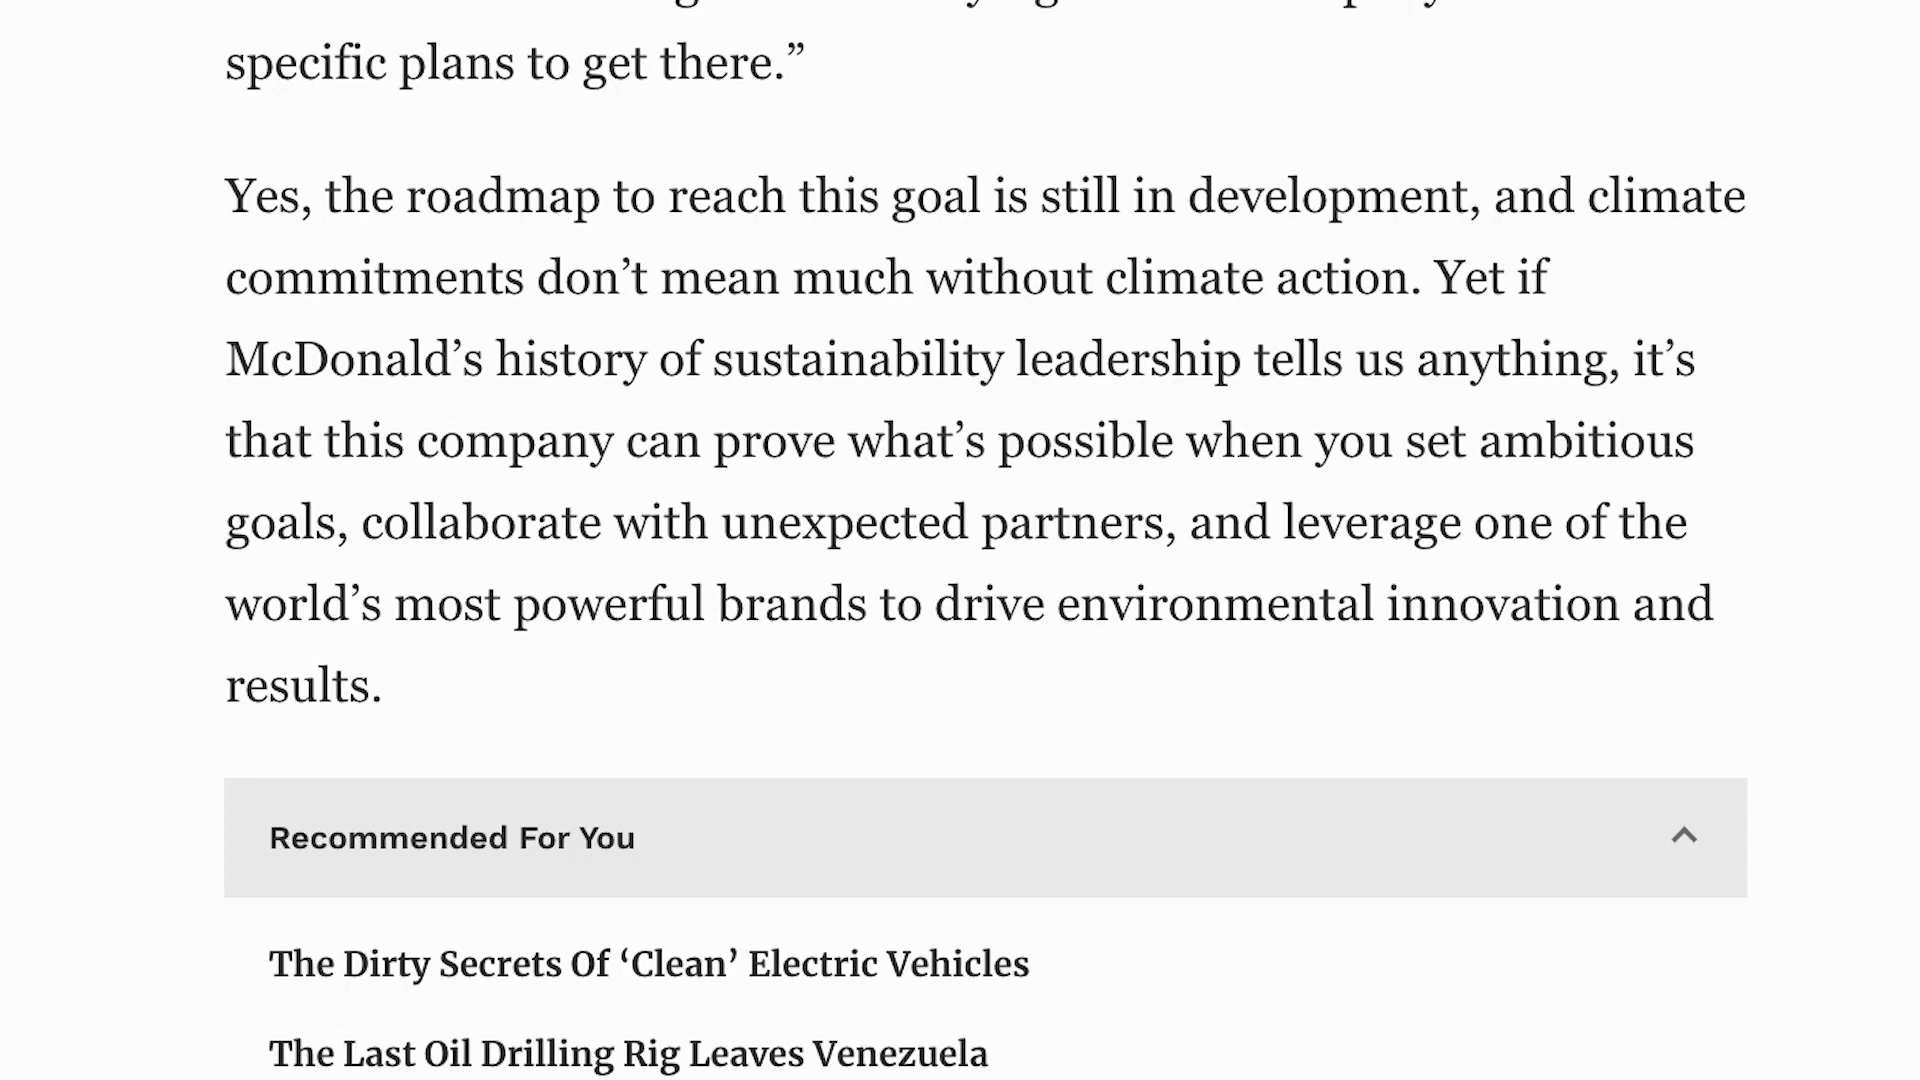 specific plans to get there.”
Yes, the roadmap to reach this goal is still in development, and climate
commitments don’t mean much without climate action. Yet if
McDonald’s history of sustainability leadership tells us anything, it’s
that this company can prove what’s possible when you set ambitious
goals, collaborate with unexpected partners, and leverage one of the
world’s most powerful brands to drive environmental innovation and
results.
Recommended For You
The Dirty Secrets Of ‘Clean’ Electric Vehicles
The Last Oil Drilling Rig Leaves Venezuela